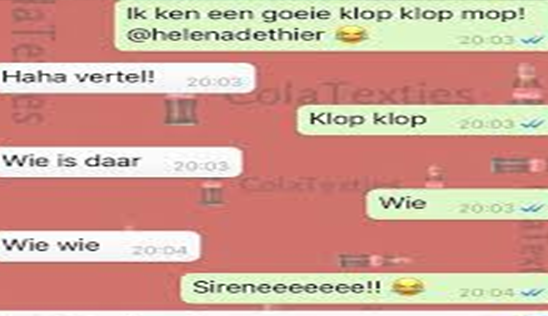 Ik ken een goeie klop klop mop!
@helenadethier 😂 20:03
Haha vertel! 20:03
ColaTexties
Klop klop 20:03
Wie is daar 20:03
ColaTexties
Wie 20:03
Wie wie 20:04
Sireneeeeeee!! 😂 20:04